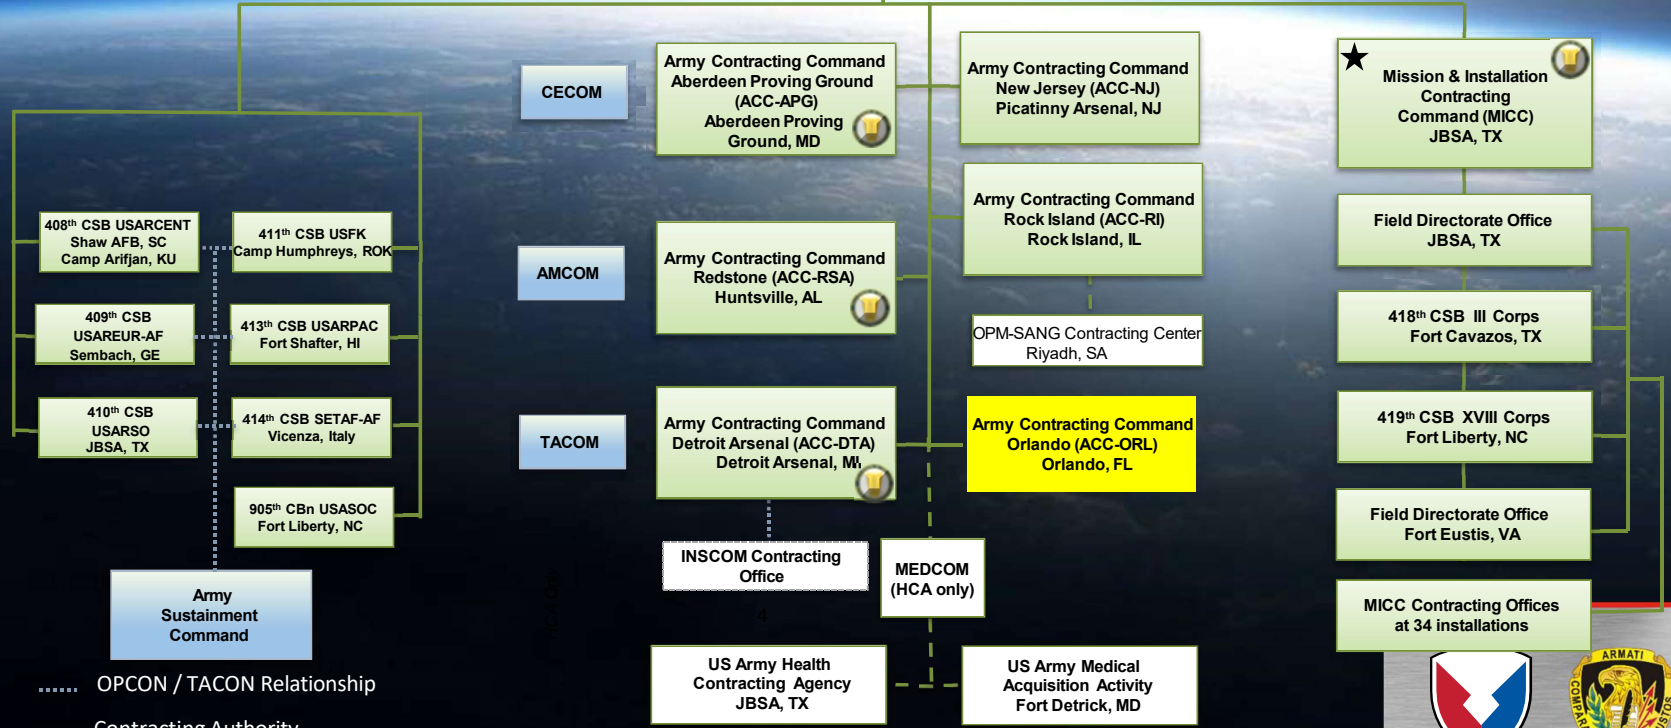 CECOM
Army Contracting Command
Aberdeen Proving Ground
(ACC-APG)
Aberdeen Proving
Ground, MD
Army Contracting Command
New Jersey (ACC-NJ)
Picatinny Arsenal, NJ
Mission & Installation
Contracting
Command (MICC)
JBSA, TX
408th CSB USARCENT
Shaw AFB, SC
Camp Arifjan, KU
411th CSB USFK
Camp Humphreys, ROK
AMCOM
Army Contracting Command
Redstone (ACC-RSA)
Huntsville, AL
Army Contracting Command
Rock Island (ACC-RI)
Rock Island, IL
Field Directorate Office
JBSA, TX
409th CSB
USAREUR-AF
Sembach, GE
413th CSB USARPAC
Fort Shafter, HI
OPM-SANG Contracting Center
Riyadh, SA
418th CSB III Corps
Fort Cavazos, TX
410th CSB
USARSO
JBSA, TX
414th CSB SETAF-AF
Vicenza, Italy
TACOM
Army Contracting Command
Detroit Arsenal (ACC-DTA)
Detroit Arsenal, MI
Army Contracting Command
Orlando (ACC-ORL)
Orlando, FL
419th CSB XVIII Corps
Fort Liberty, NC
905th CBn USASOC
Fort Liberty, NC
Field Directorate Office
Fort Eustis, VA
INSCOM Contracting
Office
MEDCOM
(HCA only)
Army
Sustainment
Command
4
MICC Contracting Offices
at 34 installations
US Army Health
Contracting Agency
JBSA, TX
US Army Medical
Acquisition Activity
Fort Detrick, MD
OPCON / TACON Relationship
Contracting Authority
ARMATI